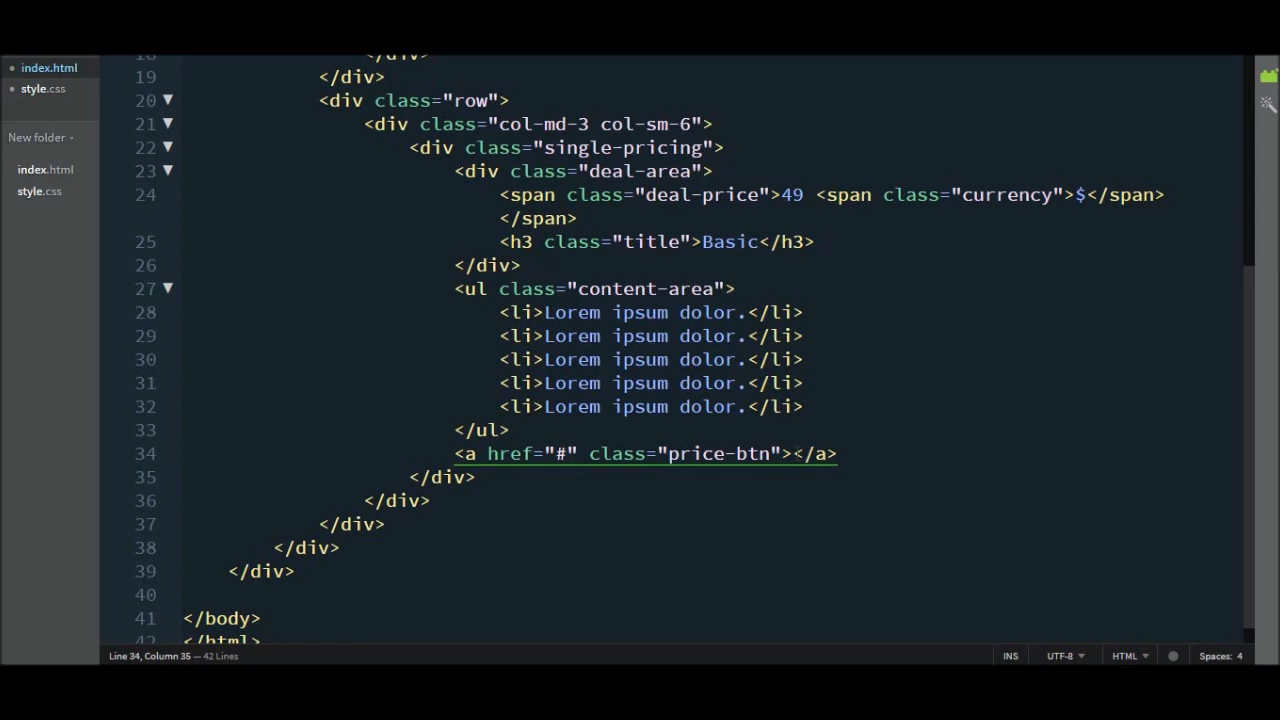 index.html
style.css
New folder
index.html
style.css
18 </div>
19 </div>
20 <div class="row">
21 <div class="col-md-3 col-sm-6">
22 <div class="single-pricing">
23 <div class="deal-area">
24 <span class="deal-price">49 <span class="currency">$</span>
</span>
25 <h3 class="title">Basic</h3>
26 </div>
27 <ul class="content-area">
28 <li>Lorem ipsum dolor.</li>
29 <li>Lorem ipsum dolor.</li>
30 <li>Lorem ipsum dolor.</li>
31 <li>Lorem ipsum dolor.</li>
32 <li>Lorem ipsum dolor.</li>
33 </ul>
34 <a href="#" class="price-btn"></a>
35 </div>
36 </div>
37 </div>
38 </div>
39 </div>
40
41 </body>
42 </html>
Line 34, Column 35 — 42 Lines INS UTF-8 HTML Spaces: 4